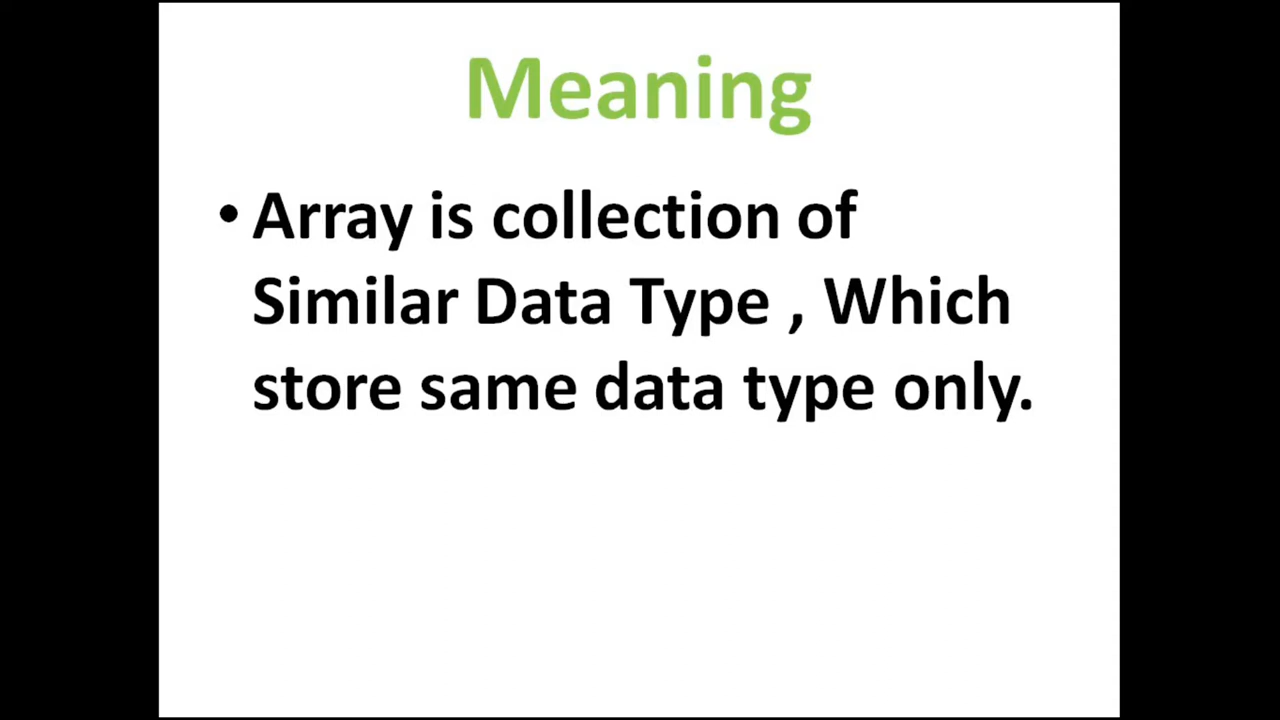 Meaning
• Array is collection of
Similar Data Type , Which
store same data type only.